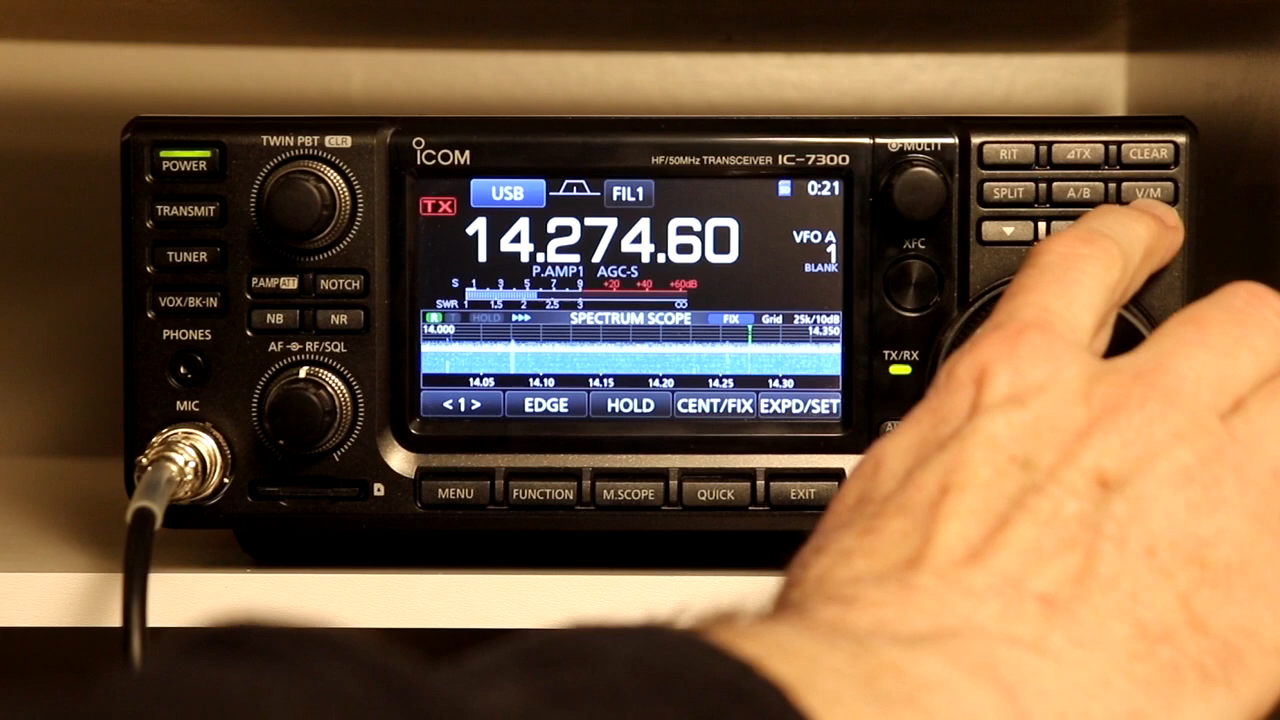 TWIN PBT CLR
POWER
TRANSMIT
TUNER
VOX/BK-IN
P.AMP ATT
NOTCH
NB
NR
PHONES
AF RF/SQL
MIC
ICOM
HF/50MHz TRANSCEIVER IC-7300
USB
FIL1
0:21
TX
14.274.60
VFO A
1
BLANK
P.AMP1 AGC-S
S 1 3 5 7 9 +20 +40 +60dB
SWR 1 1.5 2 2.5 3 ∞
R T HOLD SPECTRUM SCOPE FIX Grid 25k/10dB
14.000 14.350
14.05 14.10 14.15 14.20 14.25 14.30
< 1 > EDGE HOLD CENT/FIX EXPD/SET
MENU FUNCTION M.SCOPE QUICK EXIT
MULTI
XFC
TX/RX
RIT ⊿TX CLEAR
SPLIT A/B V/M